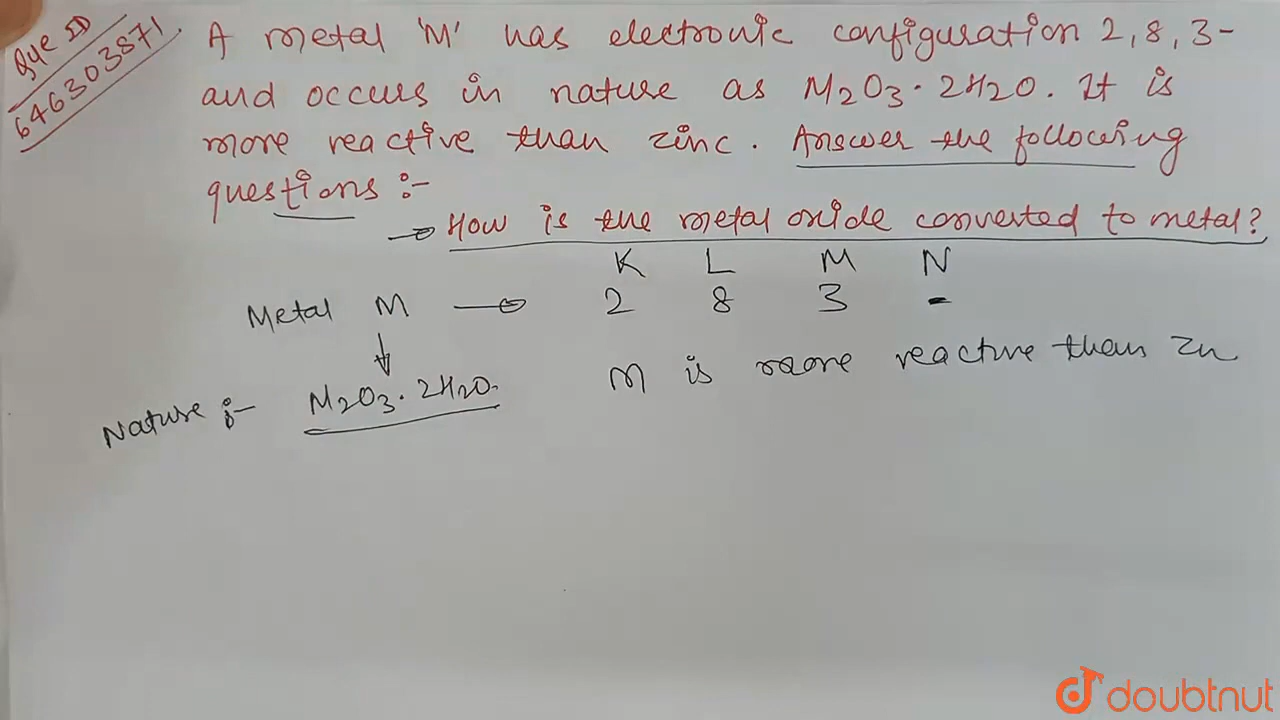 Que ID
646303871.
A metal 'M' has electronic configuration 2, 8, 3 -
and occurs in nature as M2O3 · 2H2O. It is
more reactive than zinc. Answer the following
questions :-
→ How is the metal oxide converted to metal?
K L M N
Metal M → 2 8 3 -
↓
M is more reactive than Zn
Nature :- M2O3 · 2H2O.
doubtnut